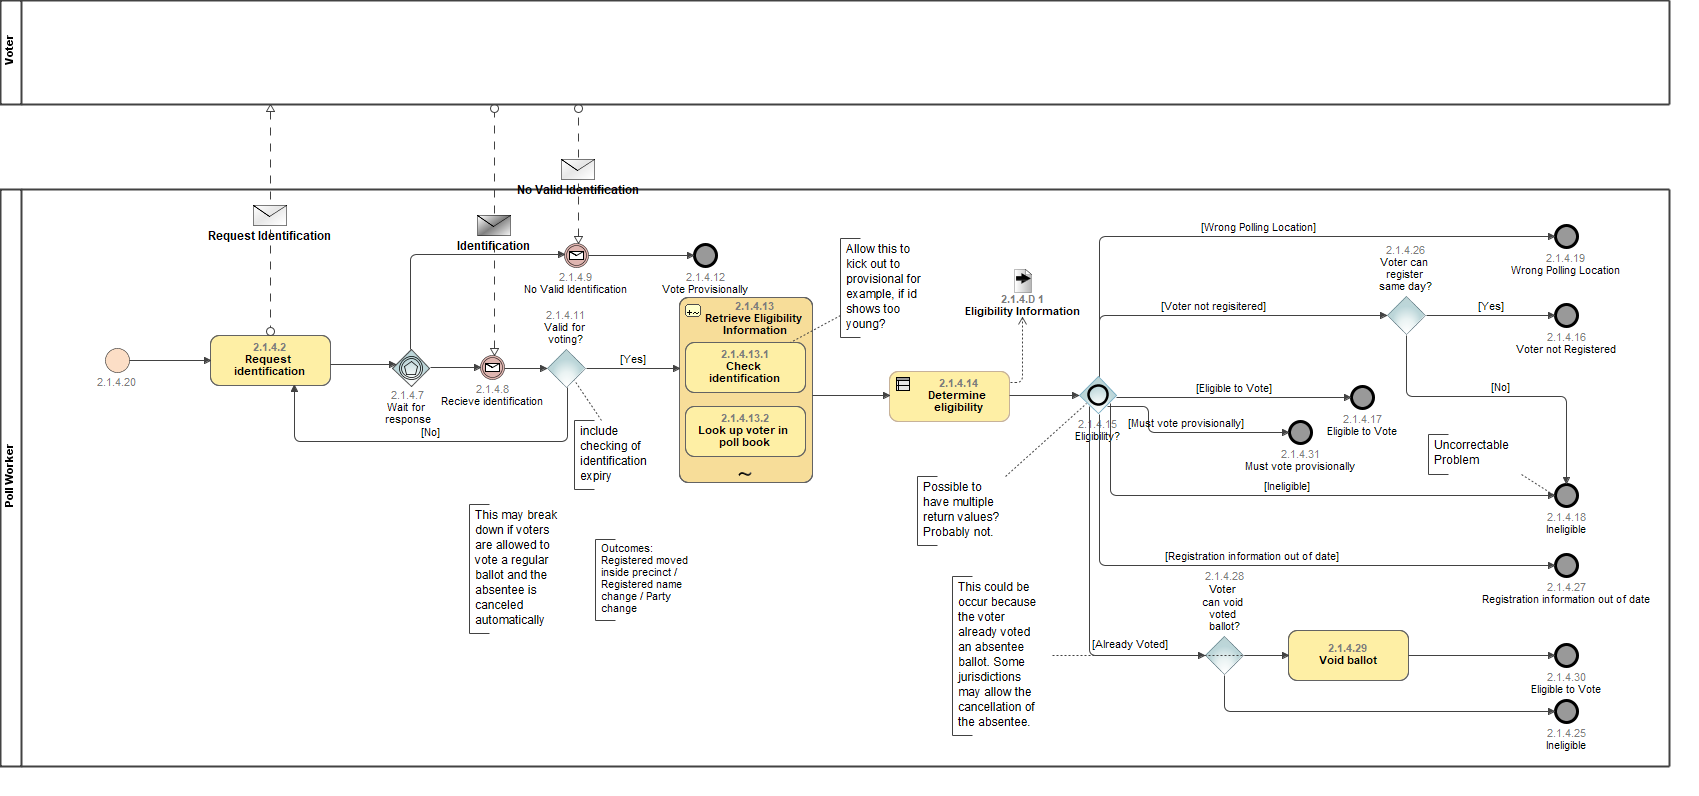 Voter
Poll Worker
Request Identification
Identification
No Valid Identification
2.1.4.20
2.1.4.2
Request
identification
2.1.4.7
Wait for
response
2.1.4.8
Recieve identification
2.1.4.9
No Valid Identification
2.1.4.12
Vote Provisionally
2.1.4.11
Valid for
voting?
[Yes]
[No]
include
checking of
identification
expiry
2.1.4.13
Retrieve Eligibility
Information
2.1.4.13.1
Check
identification
2.1.4.13.2
Look up voter in
poll book
~
Allow this to
kick out to
provisional for
example, if id
shows too
young?
This may break
down if voters
are allowed to
vote a regular
ballot and the
absentee is
canceled
automatically
Outcomes:
Registered moved
inside precinct /
Registered name
change / Party
change
2.1.4.14
Determine
eligibility
2.1.4.D 1
Eligibility Information
2.1.4.15
Eligibility?
Possible to
have multiple
return values?
Probably not.
This could be
occur because
the voter
already voted
an absentee
ballot. Some
jurisdictions
may allow the
cancellation of
the absentee.
[Wrong Polling Location]
2.1.4.19
Wrong Polling Location
[Voter not regisitered]
2.1.4.26
Voter can
register
same day?
[Yes]
2.1.4.16
Voter not Registered
[No]
[Eligible to Vote]
2.1.4.17
Eligible to Vote
[Must vote provisionally]
2.1.4.31
Must vote provisionally
Uncorrectable
Problem
[Ineligible]
2.1.4.18
Ineligible
[Registration information out of date]
2.1.4.27
Registration information out of date
[Already Voted]
2.1.4.28
Voter
can void
voted
ballot?
2.1.4.29
Void ballot
2.1.4.30
Eligible to Vote
2.1.4.25
Ineligible